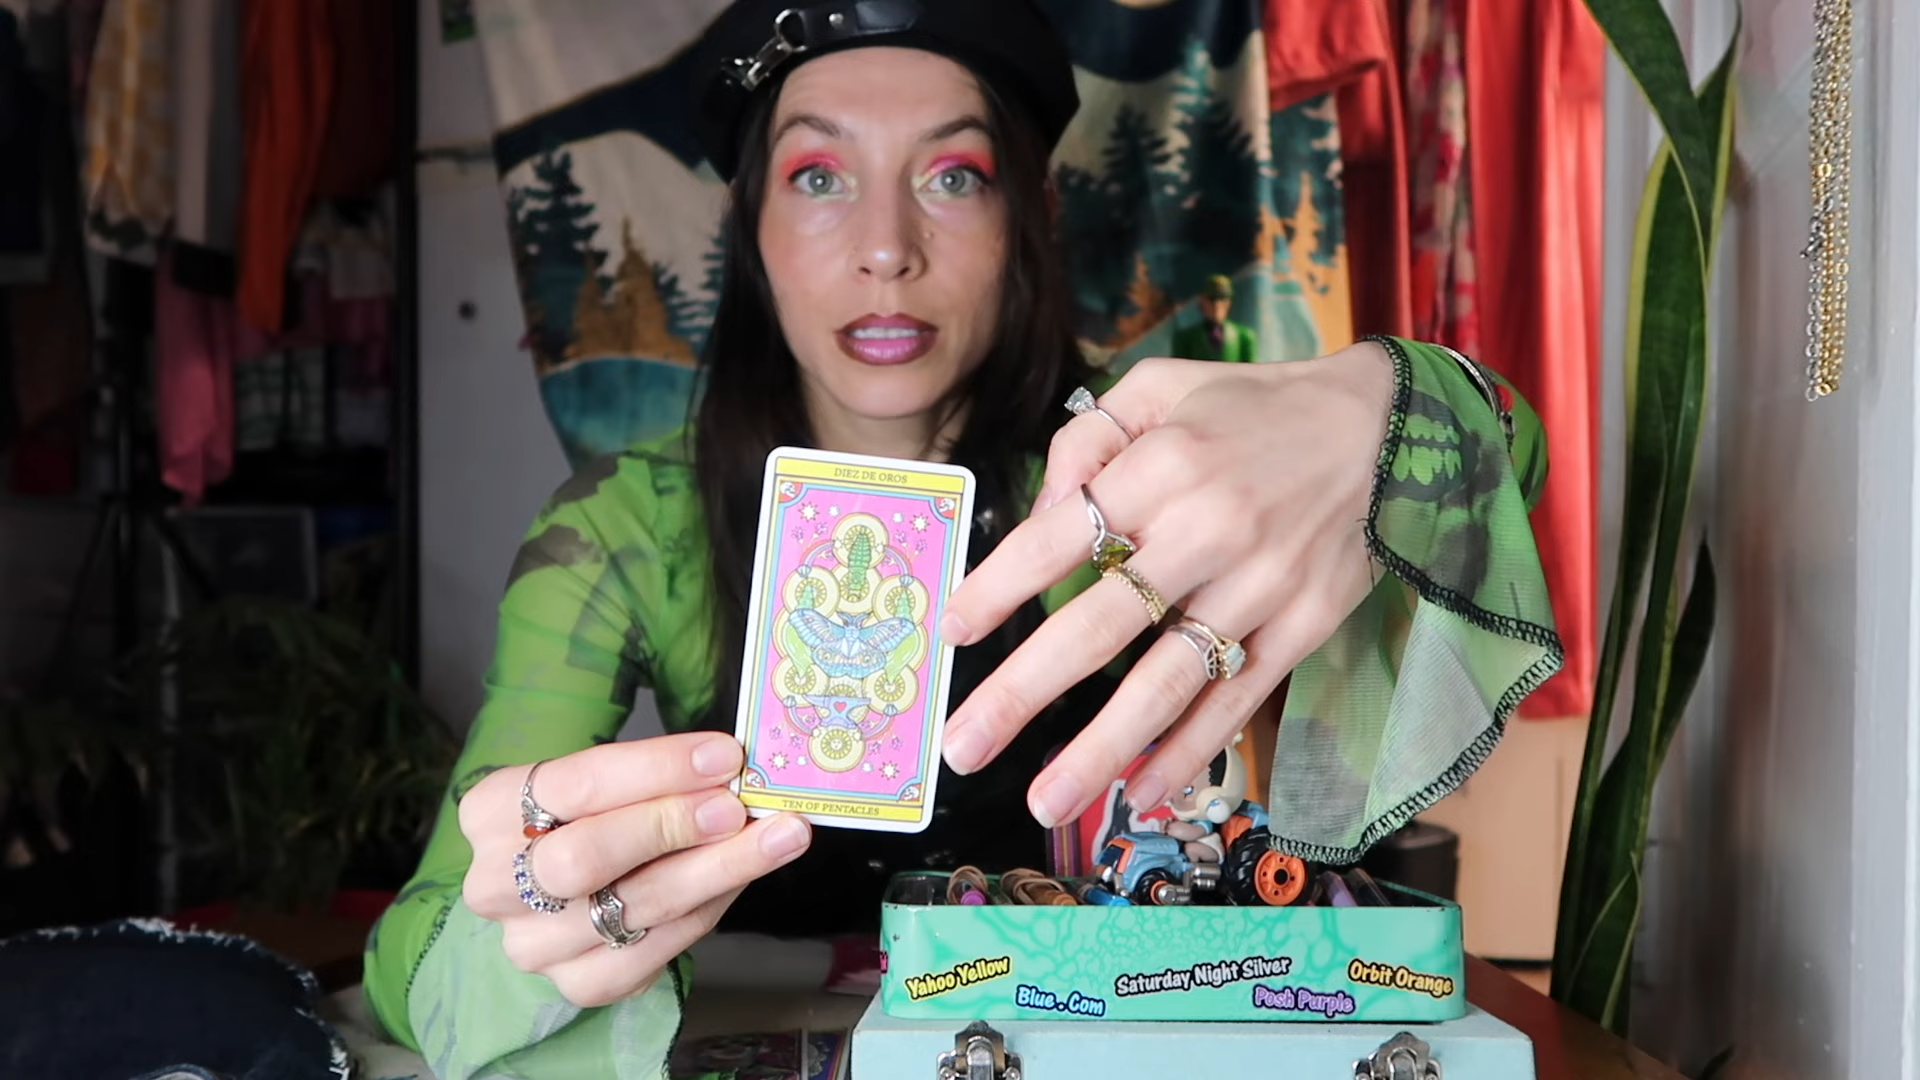 DIEZ DE OROS
TEN OF PENTACLES
Yahoo Yellow
Blue.Com
Saturday Night Silver
Posh Purple
Orbit Orange